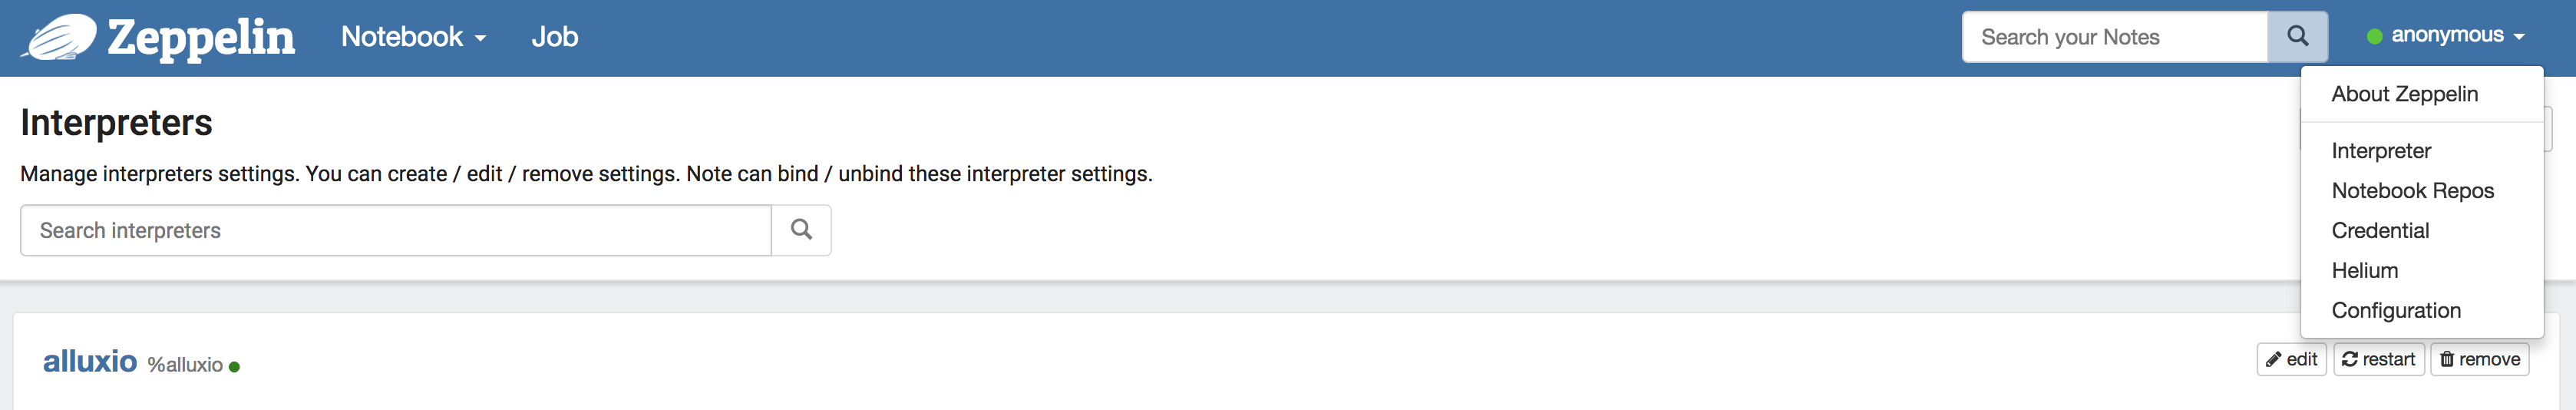 Zeppelin Notebook Job Search your Notes anonymous
About Zeppelin
Interpreters
Interpreter
Manage interpreters settings. You can create / edit / remove settings. Note can bind / unbind these interpreter settings.
Notebook Repos
Search interpreters
Credential
Helium
Configuration
alluxio %alluxio edit restart remove